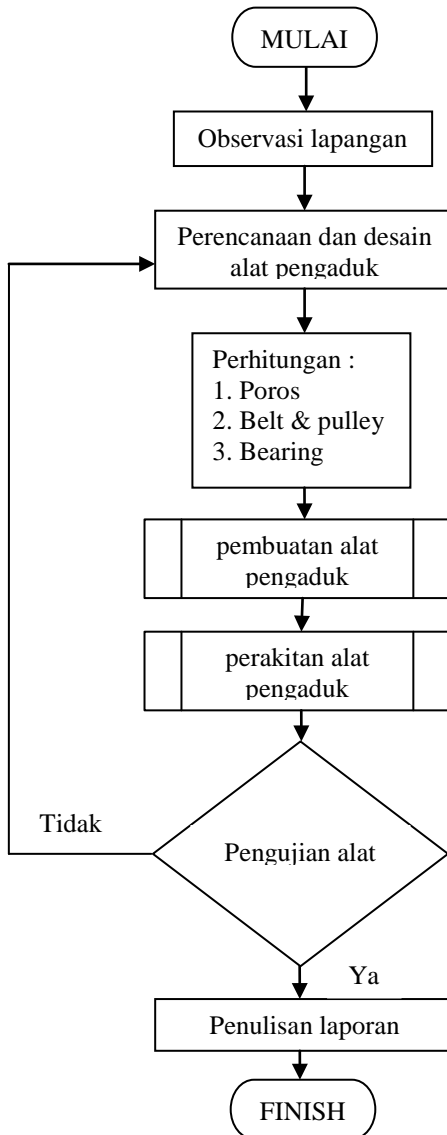 MULAI
Observasi lapangan
Perencanaan dan desain
alat pengaduk
Perhitungan :
1. Poros
2. Belt & pulley
3. Bearing
pembuatan alat
pengaduk
perakitan alat
pengaduk
Tidak
Pengujian alat
Ya
Penulisan laporan
FINISH